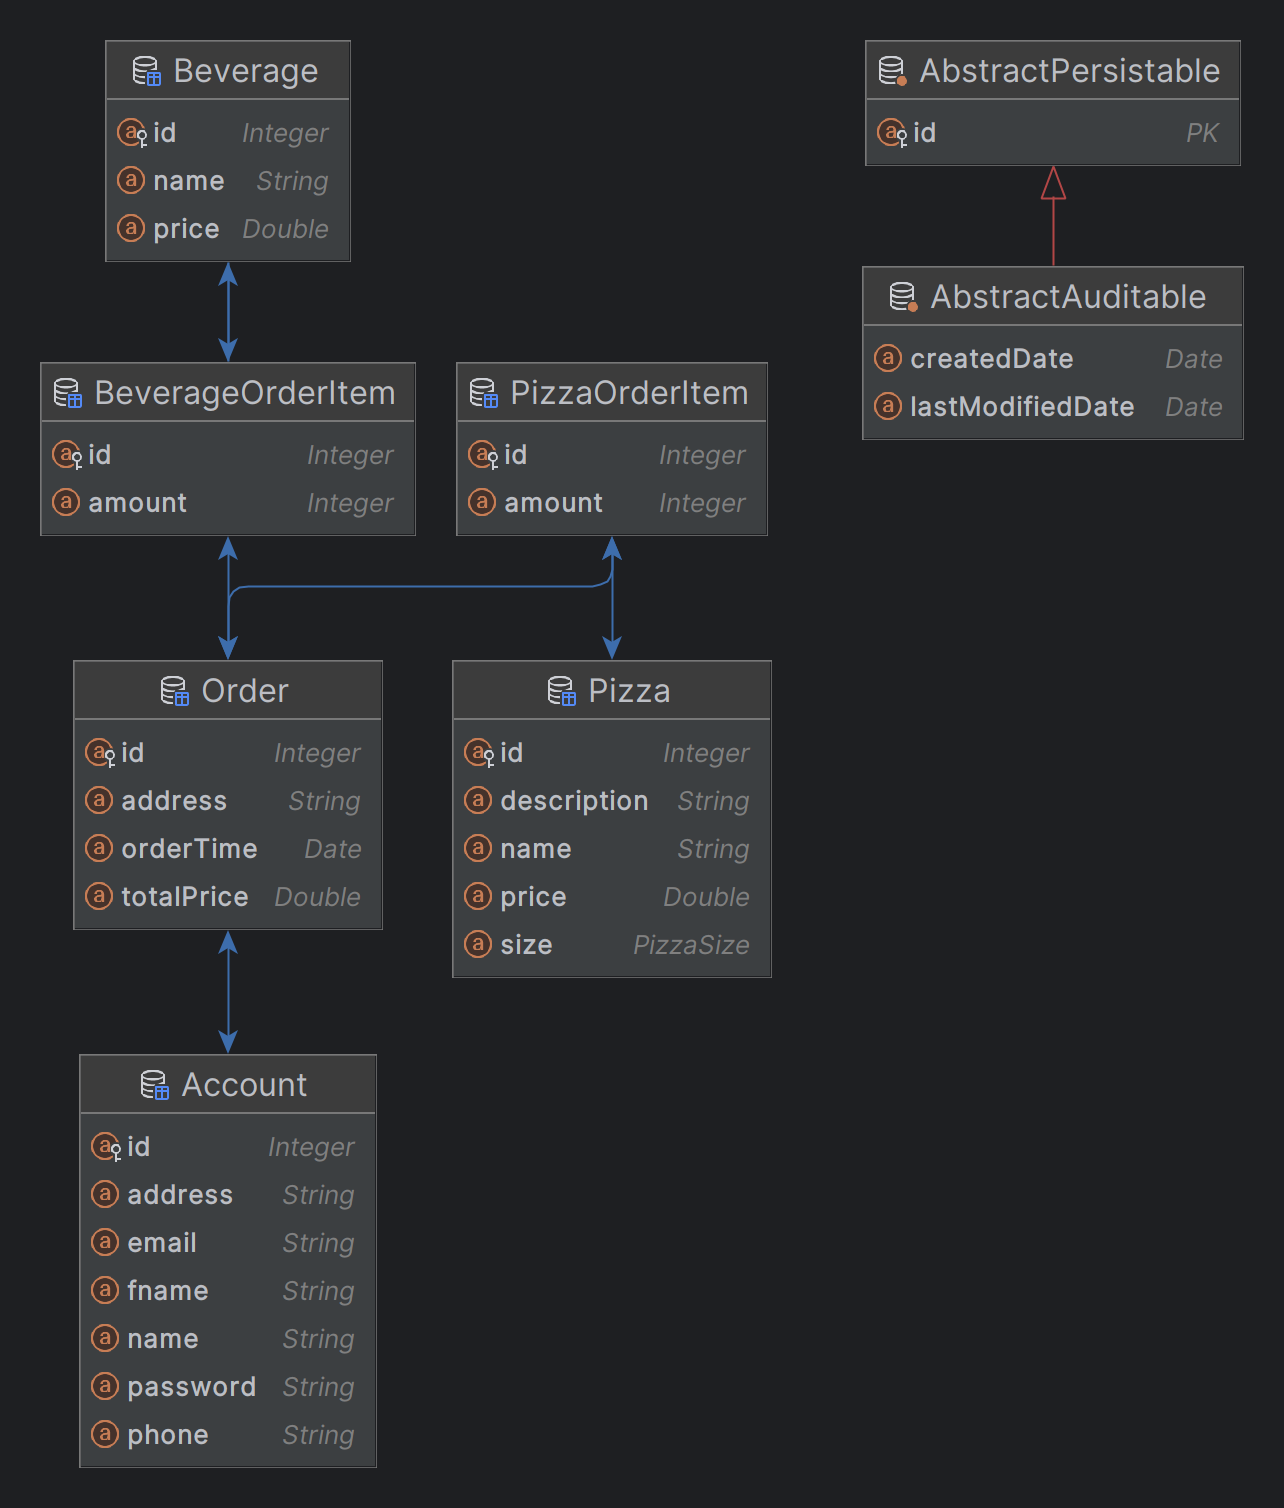 Beverage
id Integer
name String
price Double
AbstractPersistable
id PK
AbstractAuditable
createdDate Date
lastModifiedDate Date
BeverageOrderItem
id Integer
amount Integer
PizzaOrderItem
id Integer
amount Integer
Order
id Integer
address String
orderTime Date
totalPrice Double
Pizza
id Integer
description String
name String
price Double
size PizzaSize
Account
id Integer
address String
email String
fname String
name String
password String
phone String